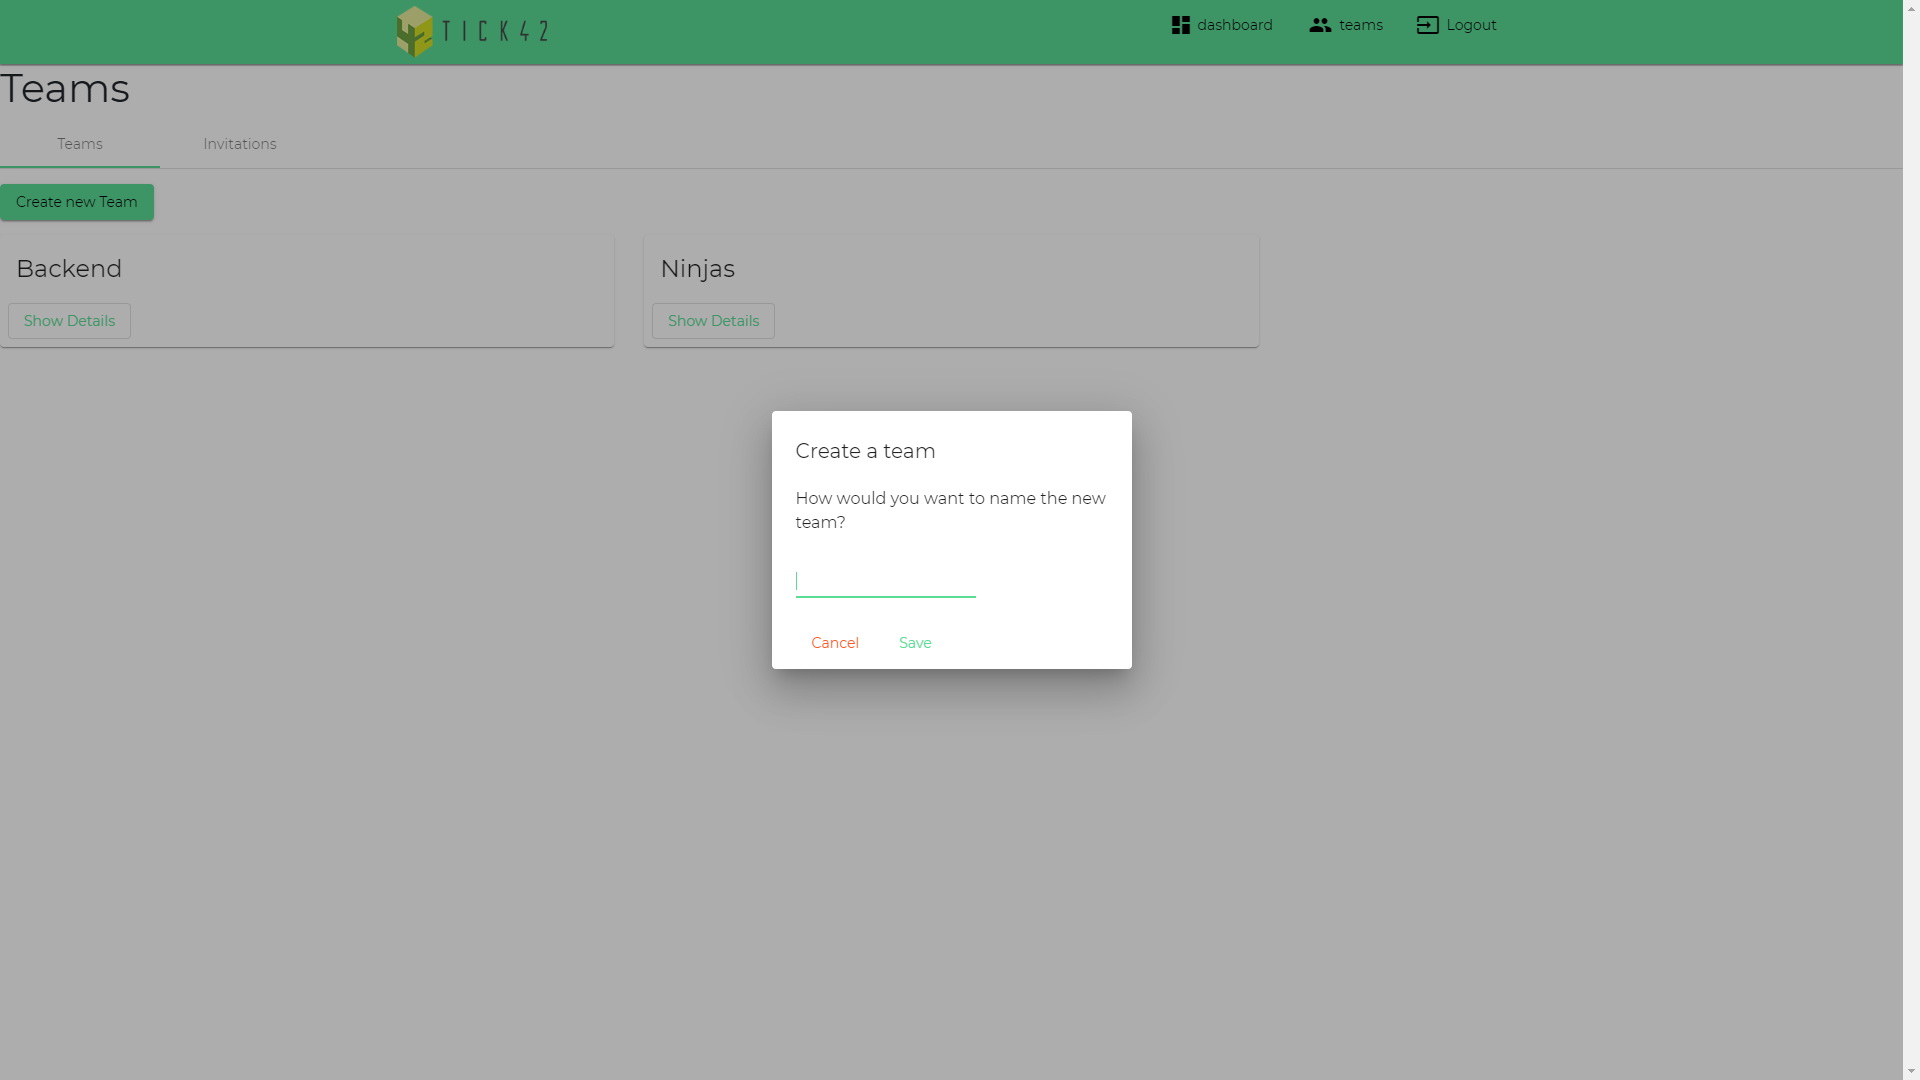 TICK42
dashboard
teams
Logout
Teams
Teams
Invitations
Create new Team
Backend
Ninjas
Show Details
Show Details
Create a team
How would you want to name the new
team?
Cancel
Save